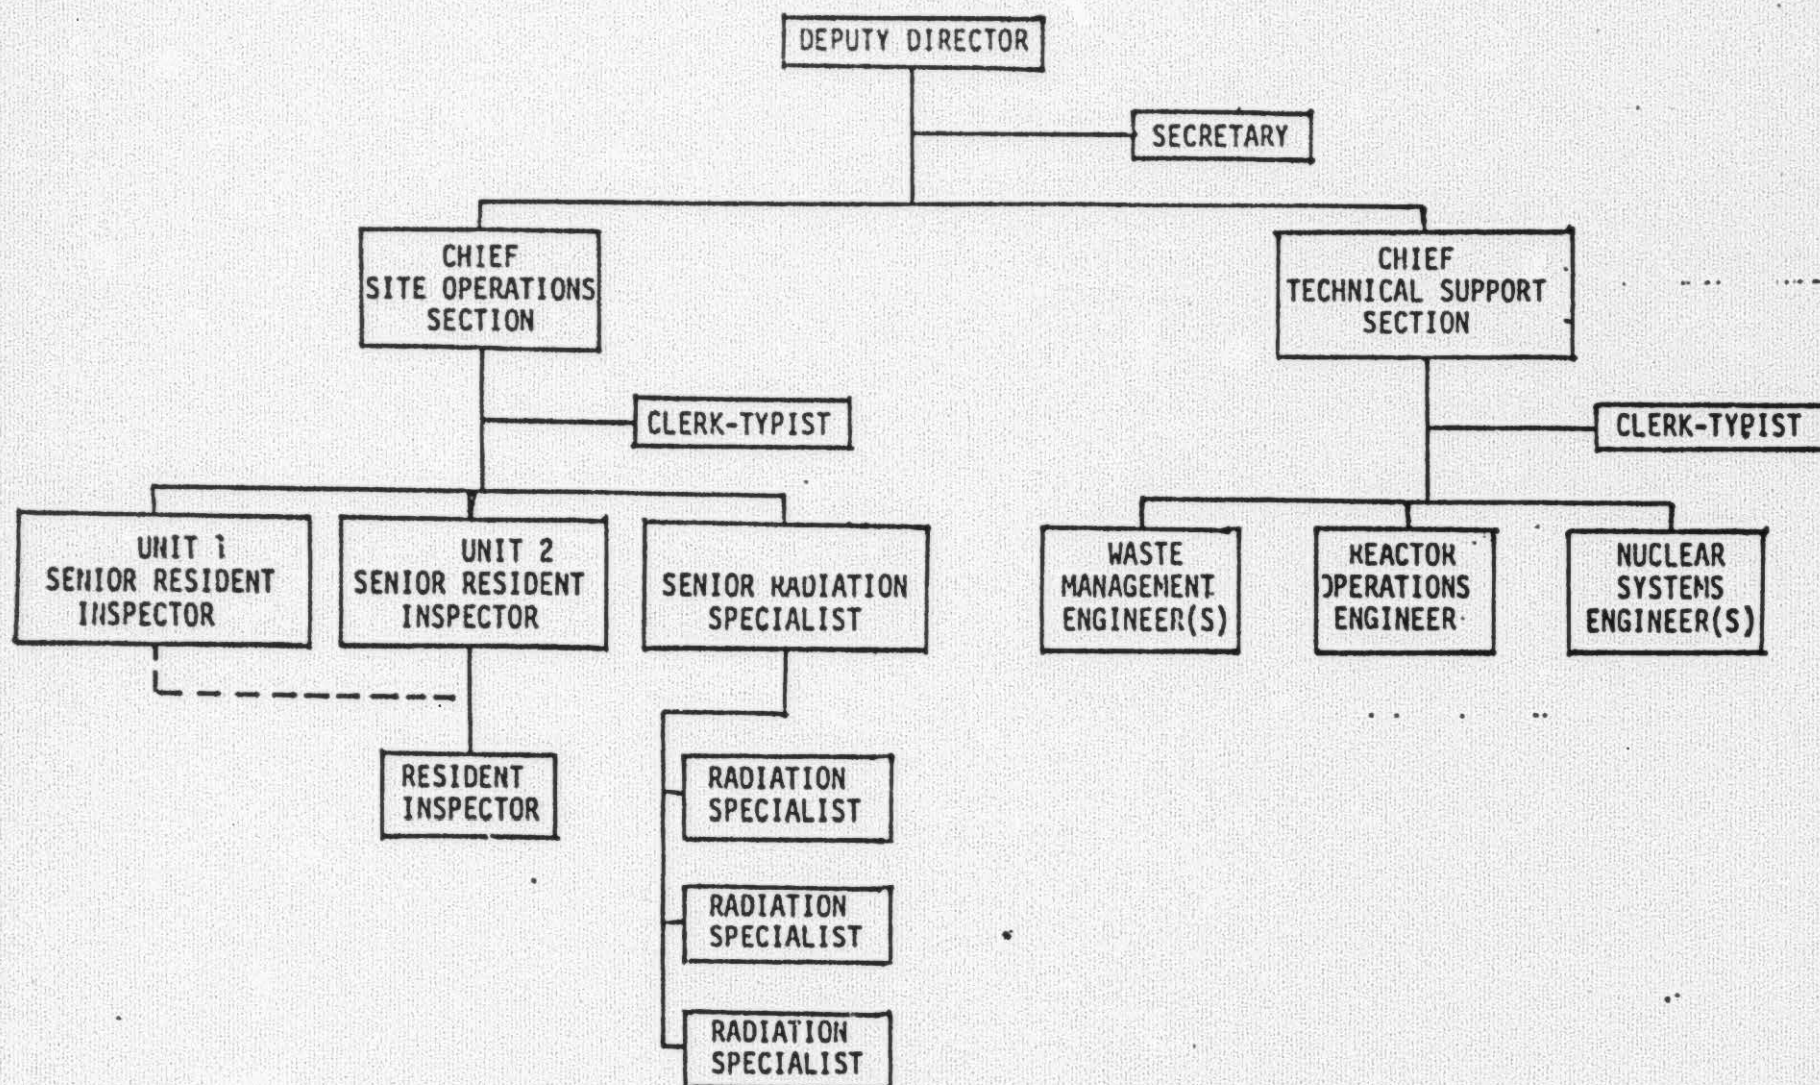 DEPUTY DIRECTOR
SECRETARY
CHIEF
SITE OPERATIONS
SECTION
CHIEF
TECHNICAL SUPPORT
SECTION
CLERK-TYPIST
CLERK-TYPIST
UNIT 1
SENIOR RESIDENT
INSPECTOR
UNIT 2
SENIOR RESIDENT
INSPECTOR
SENIOR RADIATION
SPECIALIST
WASTE
MANAGEMENT
ENGINEER(S)
REACTOR
OPERATIONS
ENGINEER
NUCLEAR
SYSTEMS
ENGINEER(S)
RESIDENT
INSPECTOR
RADIATION
SPECIALIST
RADIATION
SPECIALIST
RADIATION
SPECIALIST